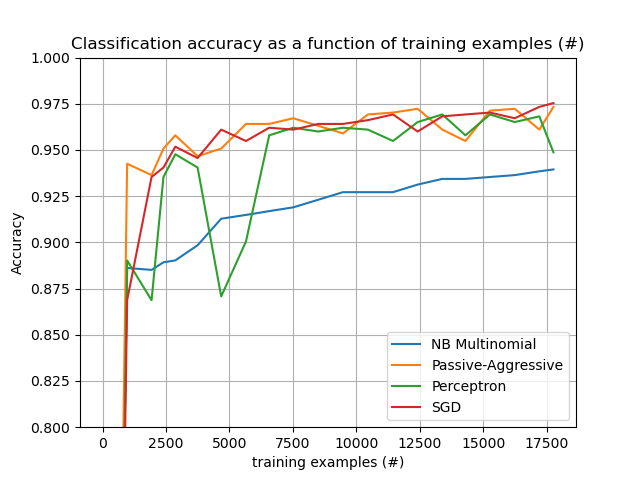 Classification accuracy as a function of training examples (#)
1.000
0.975
0.950
0.925
0.900
0.875
0.850
0.825
0.800
Accuracy
NB Multinomial
Passive-Aggressive
Perceptron
SGD
0 2500 5000 7500 10000 12500 15000 17500
training examples (#)